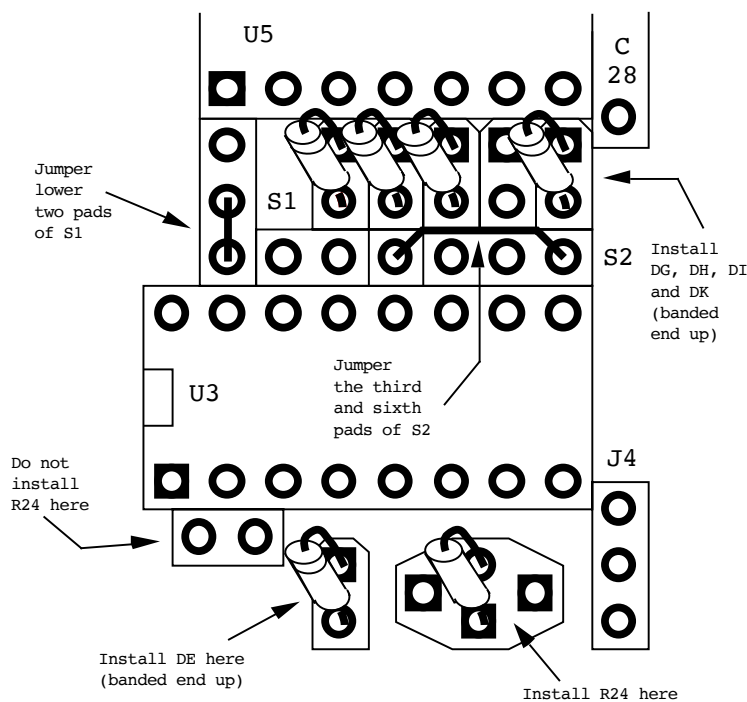 U5
C
28
Jumper
lower
two pads
of S1
S1
S2
Install
DG, DH, DI
and DK
(banded
end up)
Jumper
the third
and sixth
pads of S2
U3
Do not
install
R24 here
J4
Install DE here
(banded end up)
Install R24 here